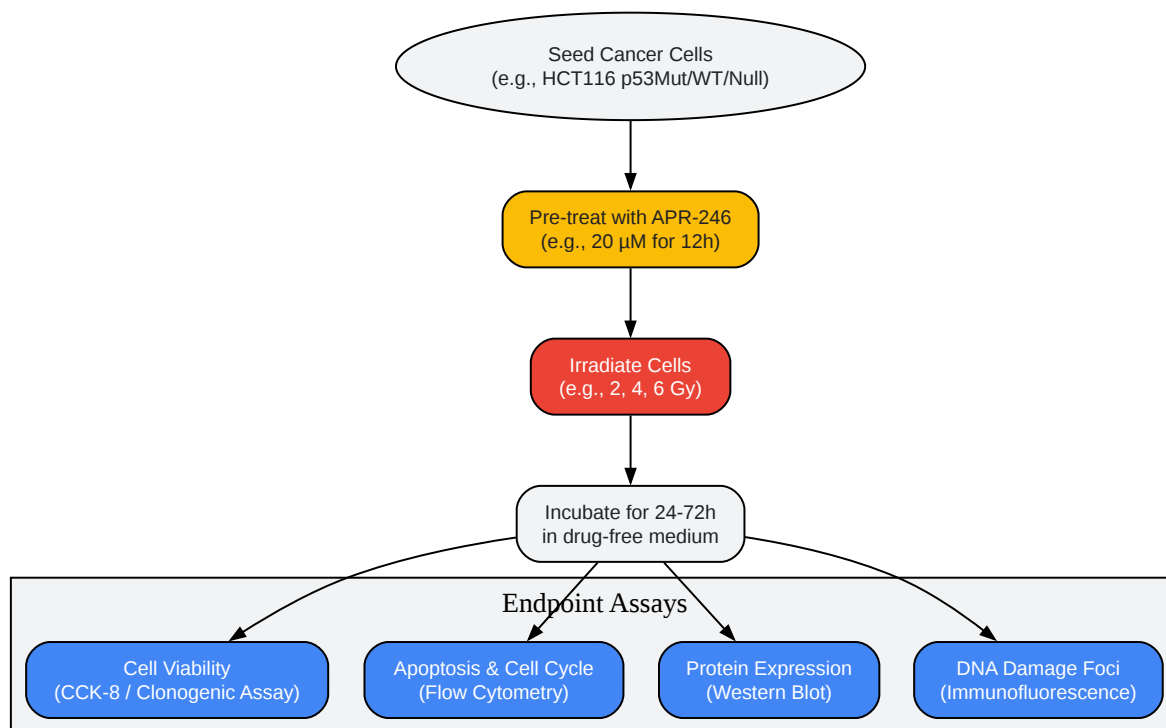 Seed Cancer Cells
(e.g., HCT116 p53Mut/WT/Null)
Pre-treat with APR-246
(e.g., 20 µM for 12h)
Irradiate Cells
(e.g., 2, 4, 6 Gy)
Incubate for 24-72h
in drug-free medium
Endpoint Assays
Cell Viability
(CCK-8 / Clonogenic Assay)
Apoptosis & Cell Cycle
(Flow Cytometry)
Protein Expression
(Western Blot)
DNA Damage Foci
(Immunofluorescence)